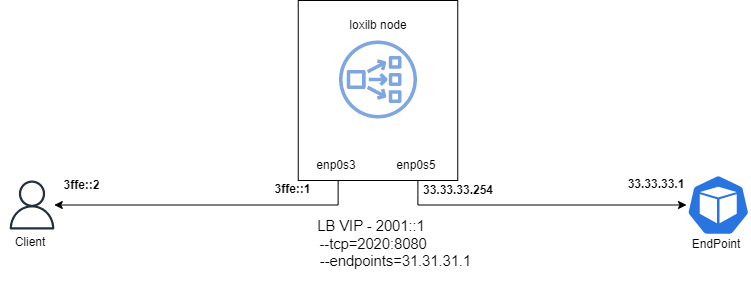 loxilb node
enp0s3
enp0s5
3ffe::2
3ffe::1
33.33.33.254
33.33.33.1
Client
LB VIP - 2001::1
--tcp=2020:8080
--endpoints=31.31.31.1
EndPoint